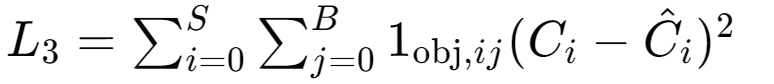 L_3 = \sum_{i=0}^{S} \sum_{j=0}^{B} 1_{\text{obj},ij}(C_i - \hat{C}_i)^2